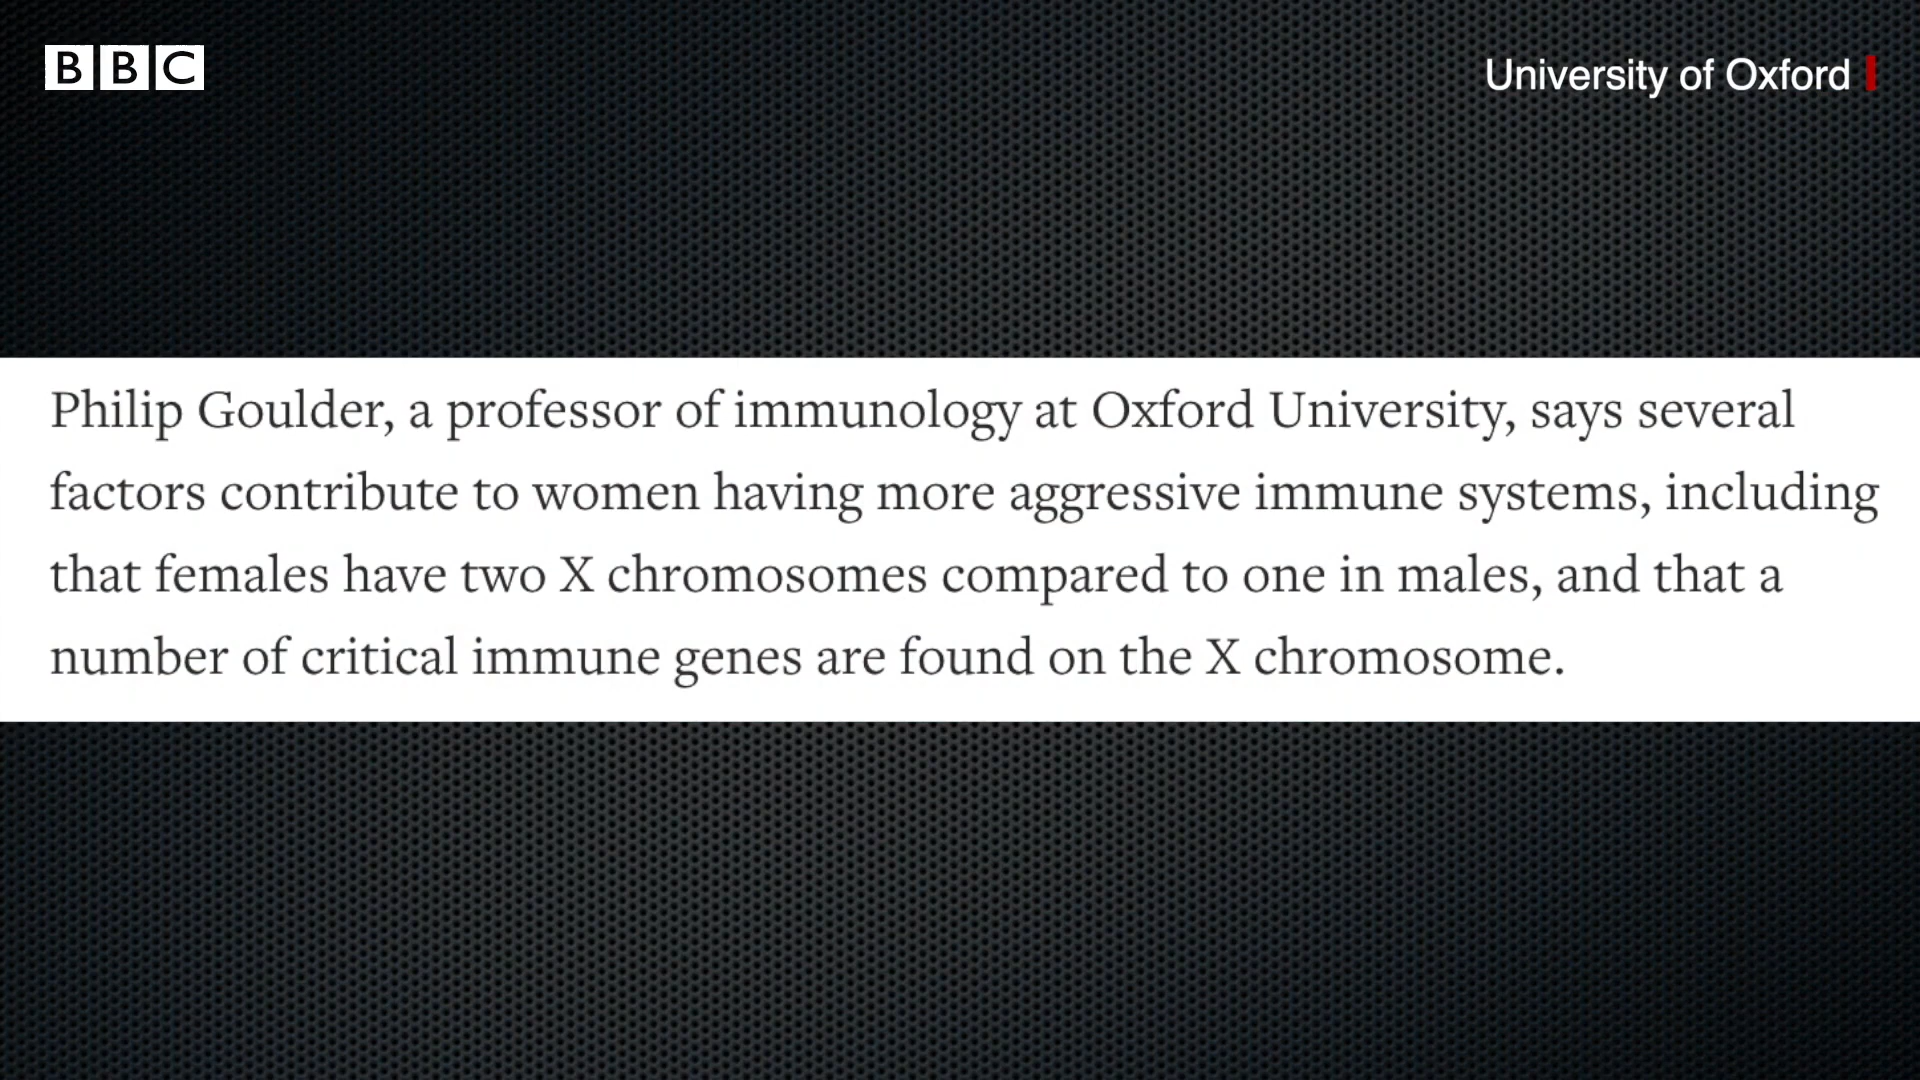 BBC
University of Oxford
Philip Goulder, a professor of immunology at Oxford University, says several
factors contribute to women having more aggressive immune systems, including
that females have two X chromosomes compared to one in males, and that a
number of critical immune genes are found on the X chromosome.